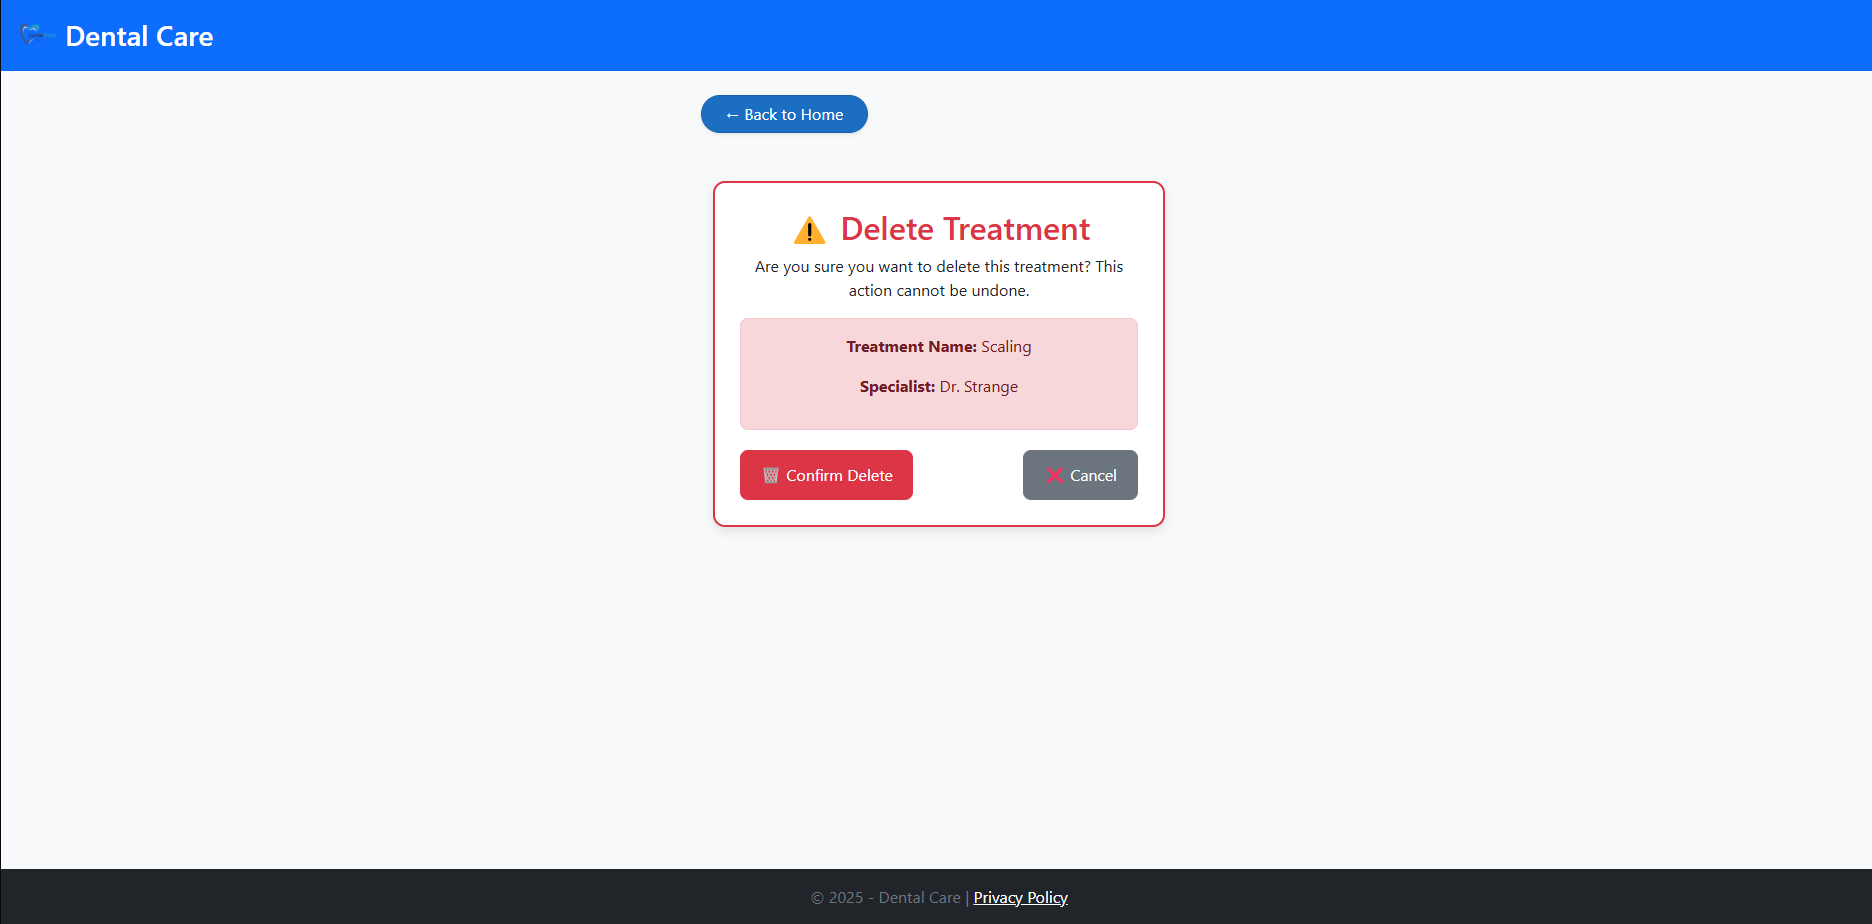 Dental Care
← Back to Home
⚠️ Delete Treatment
Are you sure you want to delete this treatment? This
action cannot be undone.
Treatment Name: Scaling
Specialist: Dr. Strange
🗑️ Confirm Delete
❌ Cancel
© 2025 - Dental Care | Privacy Policy